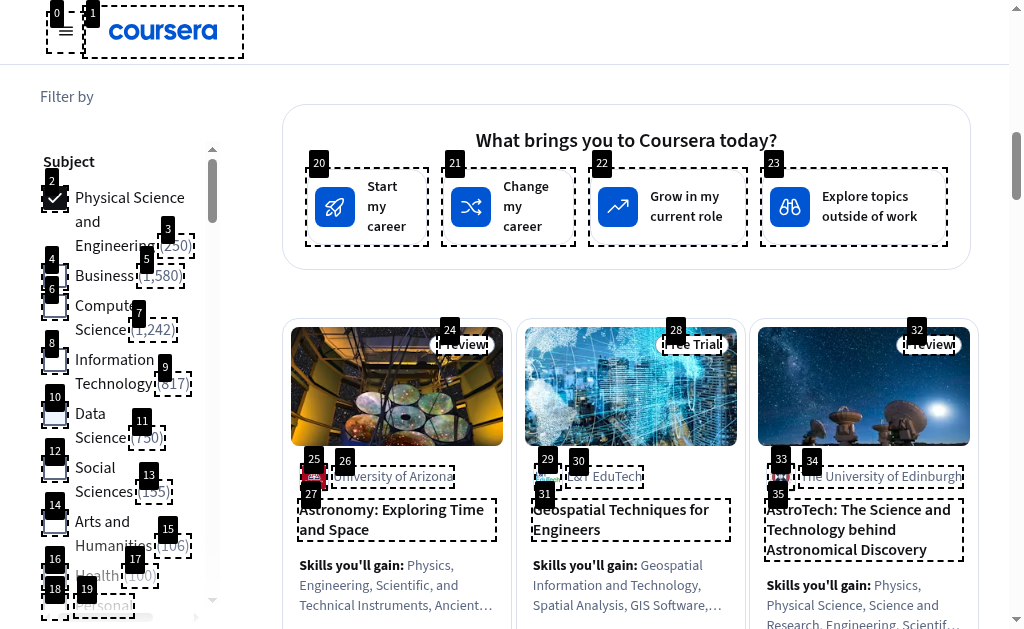 0
1
coursera
Filter by
Subject
2
Physical Science
and
3
Engineering (250)
4
5
Business (1,580)
6
Computer
7
Science (1,242)
8
Information
9
Technology (817)
10
Data
11
Science (750)
12
Social
13
Sciences (155)
14
Arts and
15
Humanities (106)
16
17
Health (100)
18
19
Personal
What brings you to Coursera today?
20
Start
my
career
21
Change
my
career
22
Grow in my
current role
23
Explore topics
outside of work
24
Preview
25
26
University of Arizona
27
Astronomy: Exploring Time
and Space
Skills you'll gain: Physics,
Engineering, Scientific, and
Technical Instruments, Ancient…
28
Free Trial
29
30
L&T EduTech
31
Geospatial Techniques for
Engineers
Skills you'll gain: Geospatial
Information and Technology,
Spatial Analysis, GIS Software,…
32
Preview
33
34
The University of Edinburgh
35
AstroTech: The Science and
Technology behind
Astronomical Discovery
Skills you'll gain: Physics,
Physical Science, Science and
Research, Engineering, Scientif…